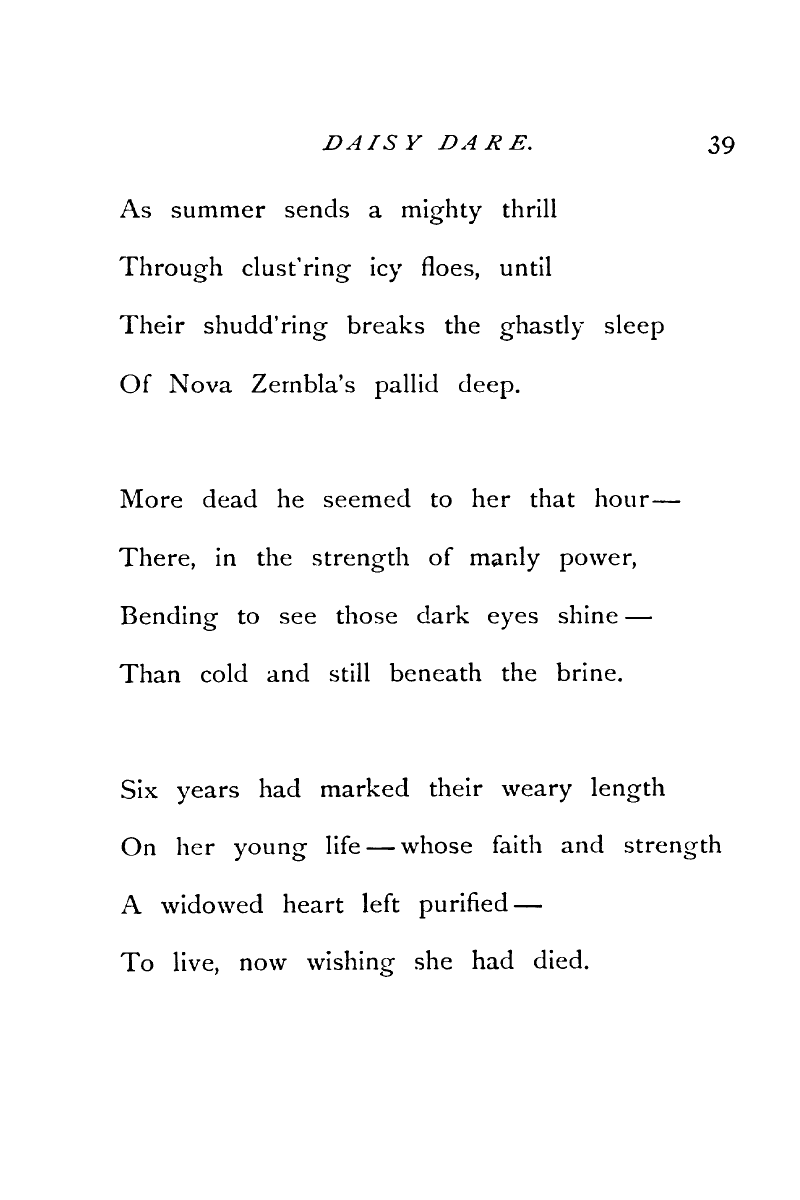 DAISY DARE. 39
As summer sends a mighty thrill
Through clust'ring icy floes, until
Their shudd'ring breaks the ghastly sleep
Of Nova Zembla's pallid deep.
More dead he seemed to her that hour—
There, in the strength of manly power,
Bending to see those dark eyes shine—
Than cold and still beneath the brine.
Six years had marked their weary length
On her young life—whose faith and strength
A widowed heart left purified—
To live, now wishing she had died.